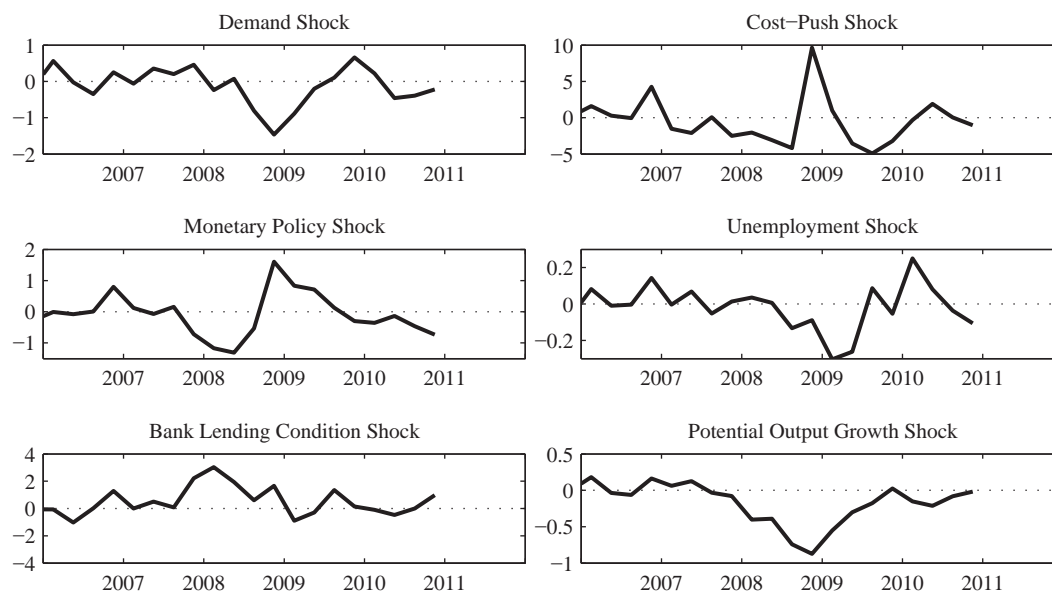 Demand Shock
1
0
−1
−2
2007 2008 2009 2010 2011
Cost−Push Shock
10
5
0
−5
2007 2008 2009 2010 2011
Monetary Policy Shock
2
1
0
−1
2007 2008 2009 2010 2011
Unemployment Shock
0.2
0
−0.2
2007 2008 2009 2010 2011
Bank Lending Condition Shock
4
2
0
−2
−4
2007 2008 2009 2010 2011
Potential Output Growth Shock
0.5
0
−0.5
−1
2007 2008 2009 2010 2011